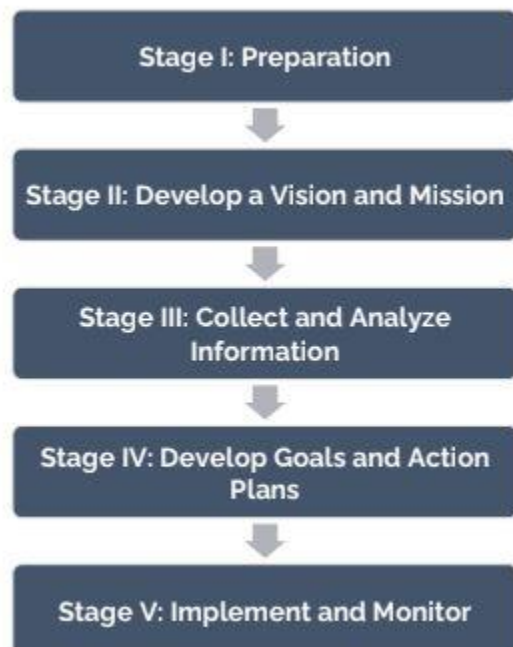 Stage I: Preparation
Stage II: Develop a Vision and Mission
Stage III: Collect and Analyze
Information
Stage IV: Develop Goals and Action
Plans
Stage V: Implement and Monitor